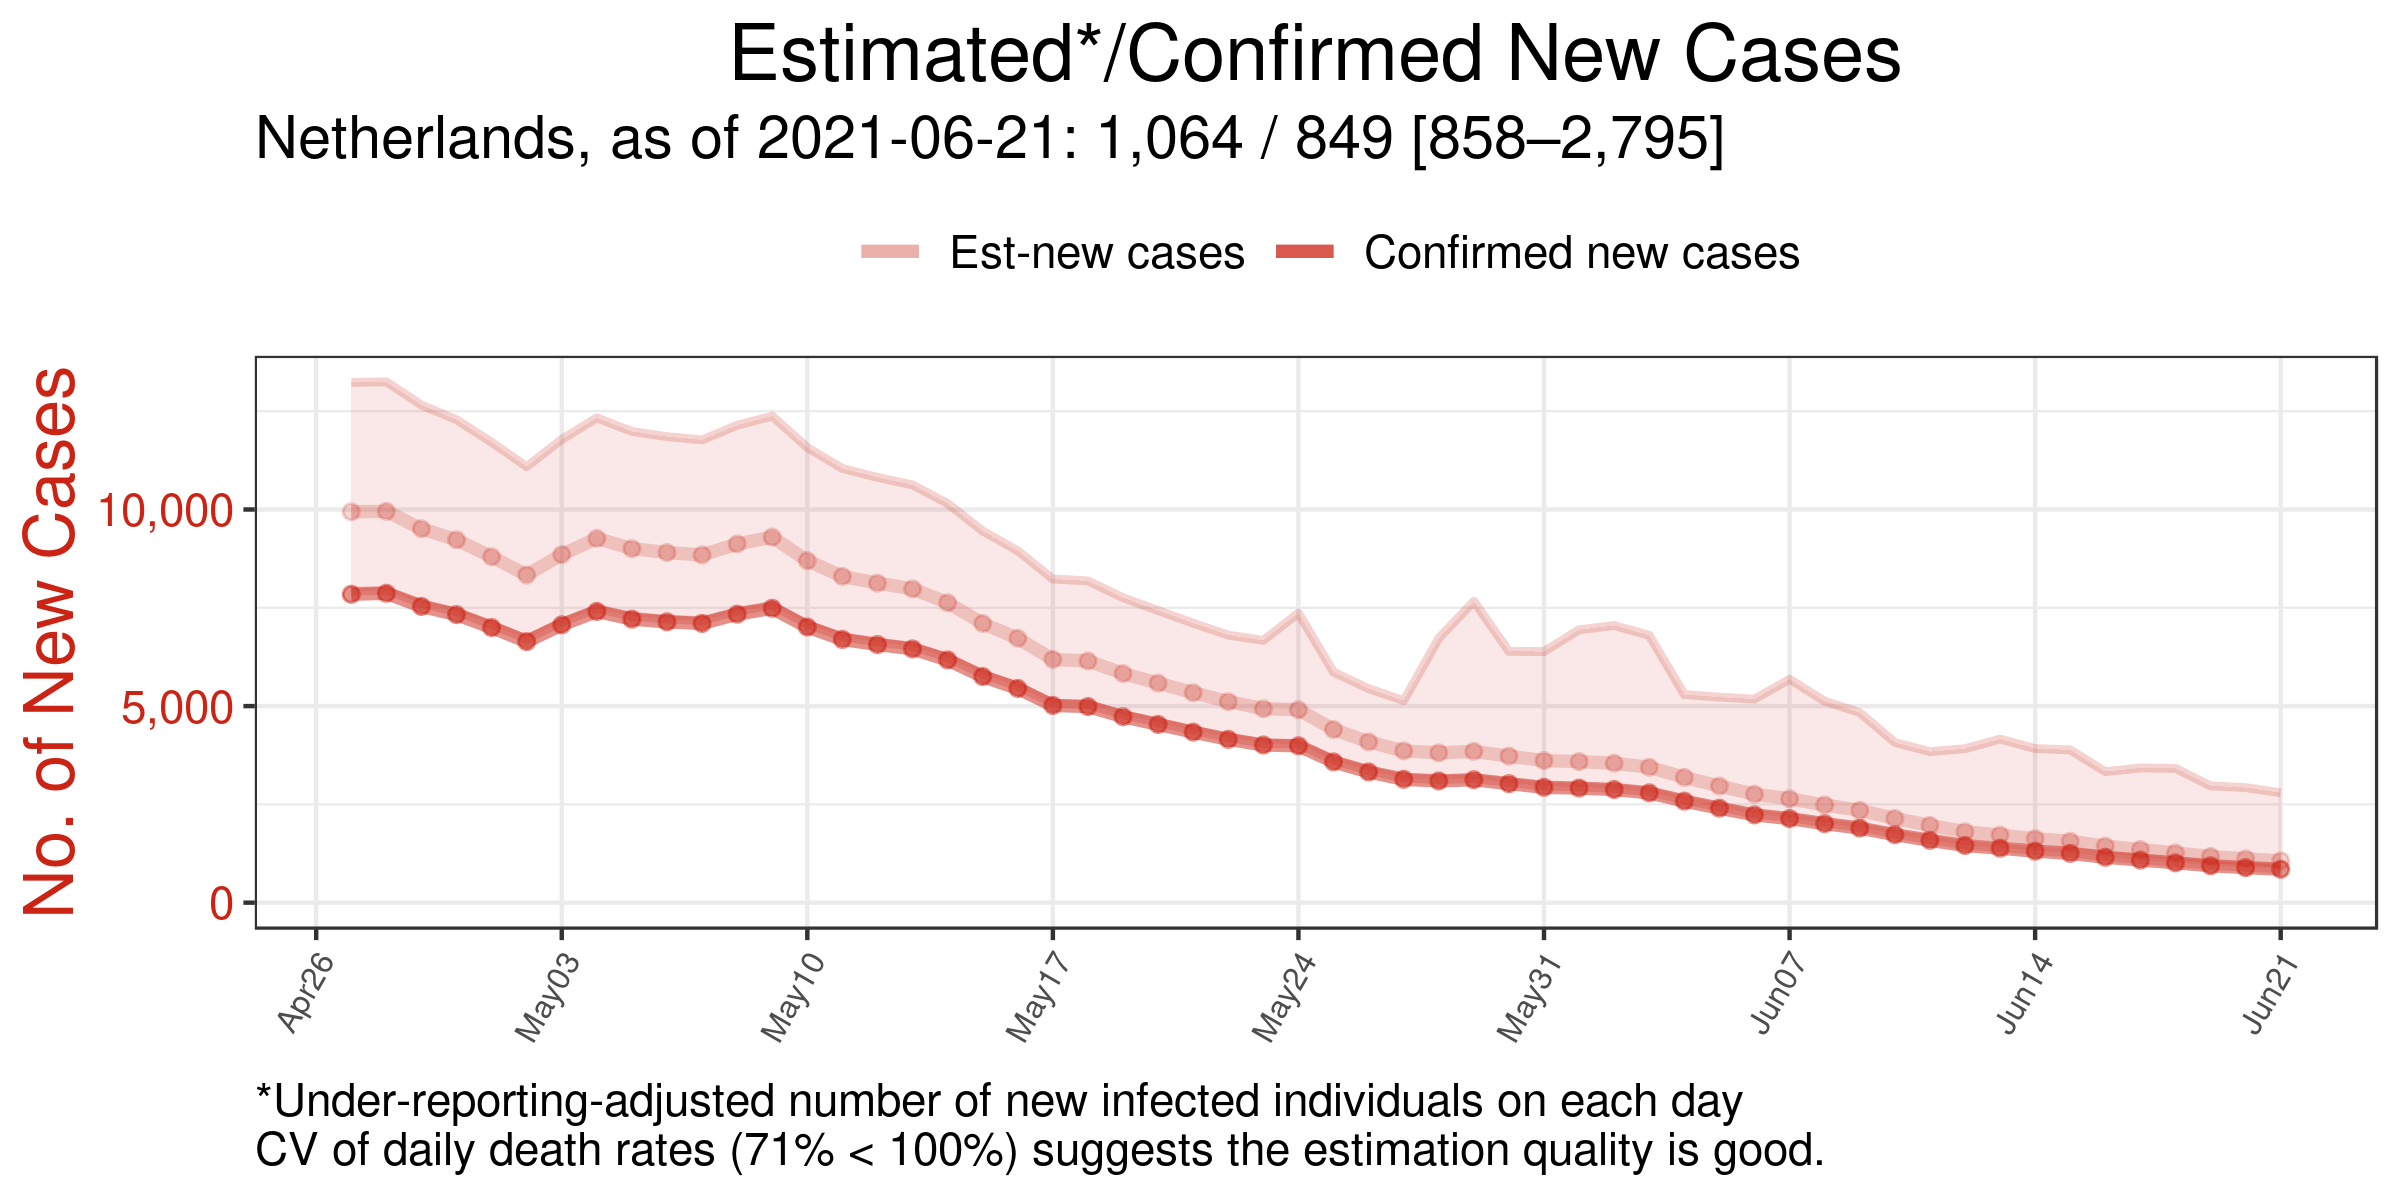 Estimated*/Confirmed New Cases
Netherlands, as of 2021-06-21: 1,064 / 849 [858–2,795]
Est-new cases Confirmed new cases
No. of New Cases
10,000
5,000
0
Apr26 May03 May10 May17 May24 May31 Jun07 Jun14 Jun21
*Under-reporting-adjusted number of new infected individuals on each day
CV of daily death rates (71% < 100%) suggests the estimation quality is good.